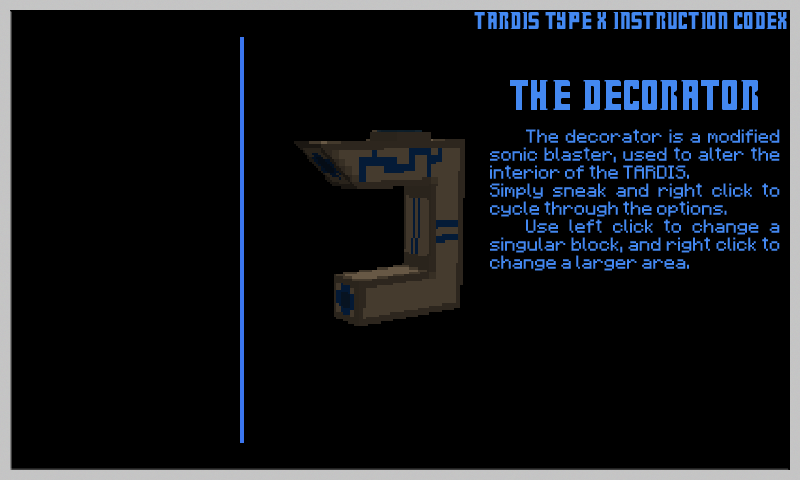 TARDIS TYPE X INSTRUCTION CODEX
THE DECORATOR
The decorator is a modified
sonic blaster, used to alter the
interior of the TARDIS.
Simply sneak and right click to
cycle through the options.
Use left click to change a
singular block, and right click to
change a larger area.